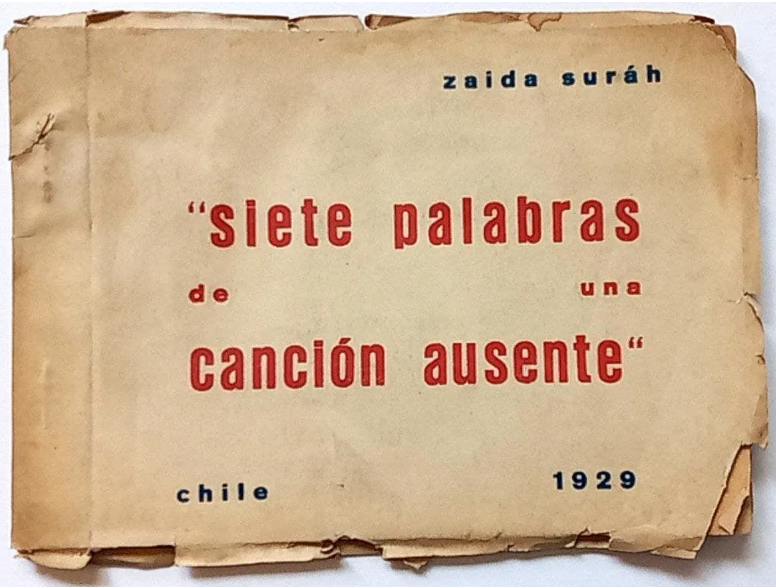 zaida suráh
“siete palabras
de una
canción ausente“
chile 1929